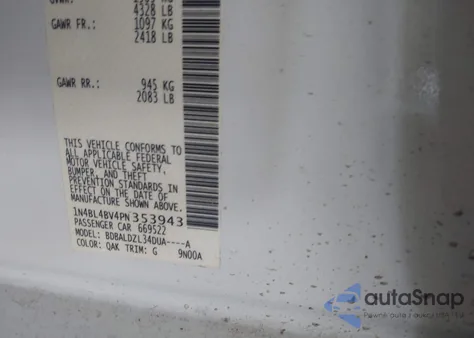 GVWR:
4328 LB
GAWR FR.: 1097 KG
2418 LB
GAWR RR.: 945 KG
2083 LB
THIS VEHICLE CONFORMS TO
ALL APPLICABLE FEDERAL
MOTOR VEHICLE SAFETY,
BUMPER, AND THEFT
PREVENTION STANDARDS IN
EFFECT ON THE DATE OF
MANUFACTURE SHOWN ABOVE.
1N4BL4BV4PN353943
PASSENGER CAR 669522
MODEL: BDBALDZL34DUA----A
COLOR: QAK TRIM: G 9N00A
autaSnap